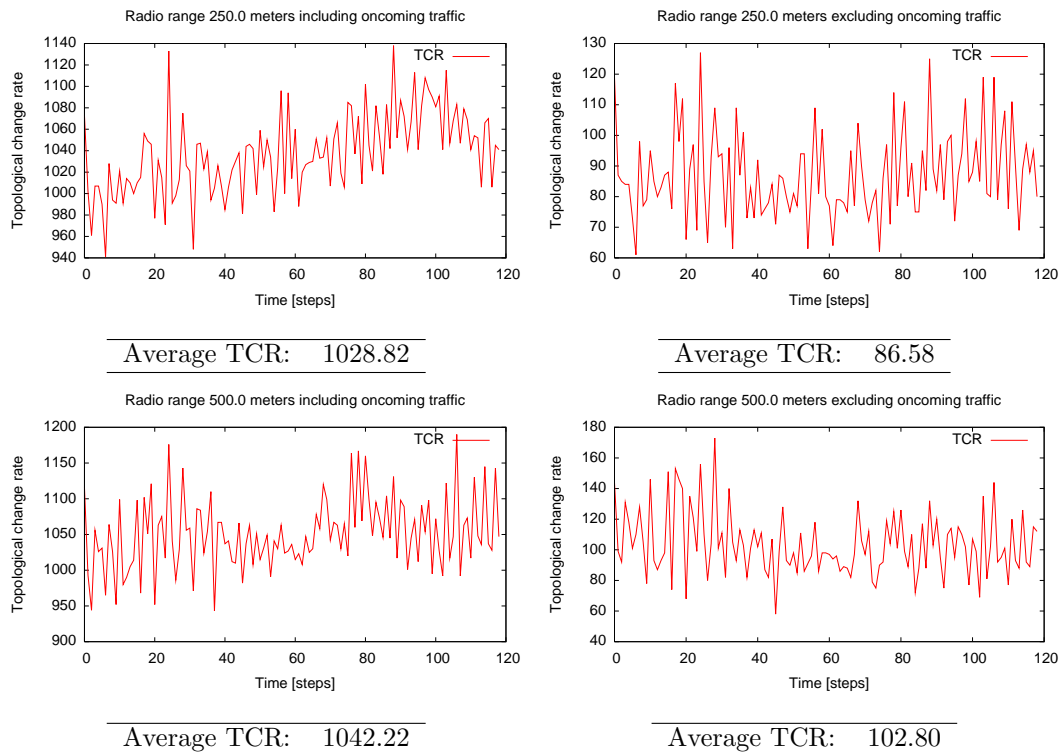 Radio range 250.0 meters including oncoming traffic
1140
1120
1100
1080
1060
1040
1020
1000
980
960
940
0 20 40 60 80 100 120
Topological change rate
Time [steps]
TCR
Average TCR: 1028.82
Radio range 250.0 meters excluding oncoming traffic
130
120
110
100
90
80
70
60
0 20 40 60 80 100 120
Topological change rate
Time [steps]
TCR
Average TCR: 86.58
Radio range 500.0 meters including oncoming traffic
1200
1150
1100
1050
1000
950
900
0 20 40 60 80 100 120
Topological change rate
Time [steps]
TCR
Average TCR: 1042.22
Radio range 500.0 meters excluding oncoming traffic
180
160
140
120
100
80
60
40
0 20 40 60 80 100 120
Topological change rate
Time [steps]
TCR
Average TCR: 102.80